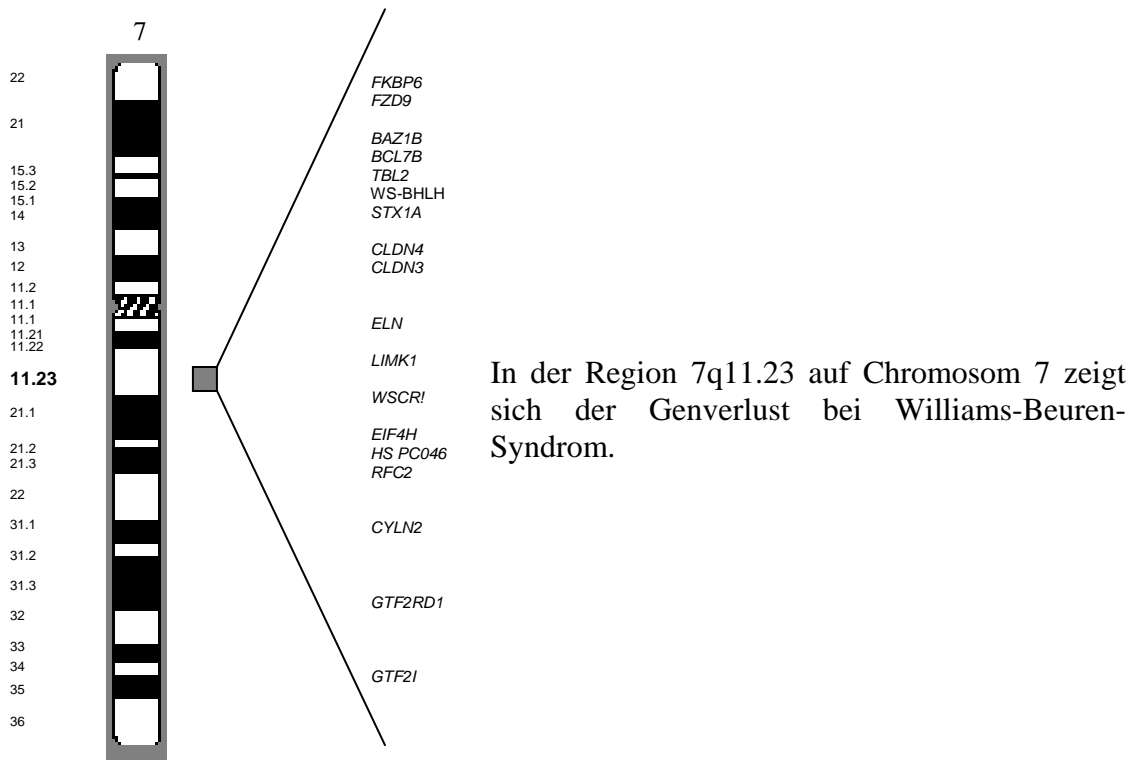 7
22
21
15.3
15.2
15.1
14
13
12
11.2
11.1
11.1
11.21
11.22
11.23
21.1
21.2
21.3
22
31.1
31.2
31.3
32
33
34
35
36
FKBP6
FZD9
BAZ1B
BCL7B
TBL2
WS-BHLH
STX1A
CLDN4
CLDN3
ELN
LIMK1
WSCR!
EIF4H
HS PC046
RFC2
CYLN2
GTF2RD1
GTF2I
In der Region 7q11.23 auf Chromosom 7 zeigt
sich der Genverlust bei Williams-Beuren-
Syndrom.